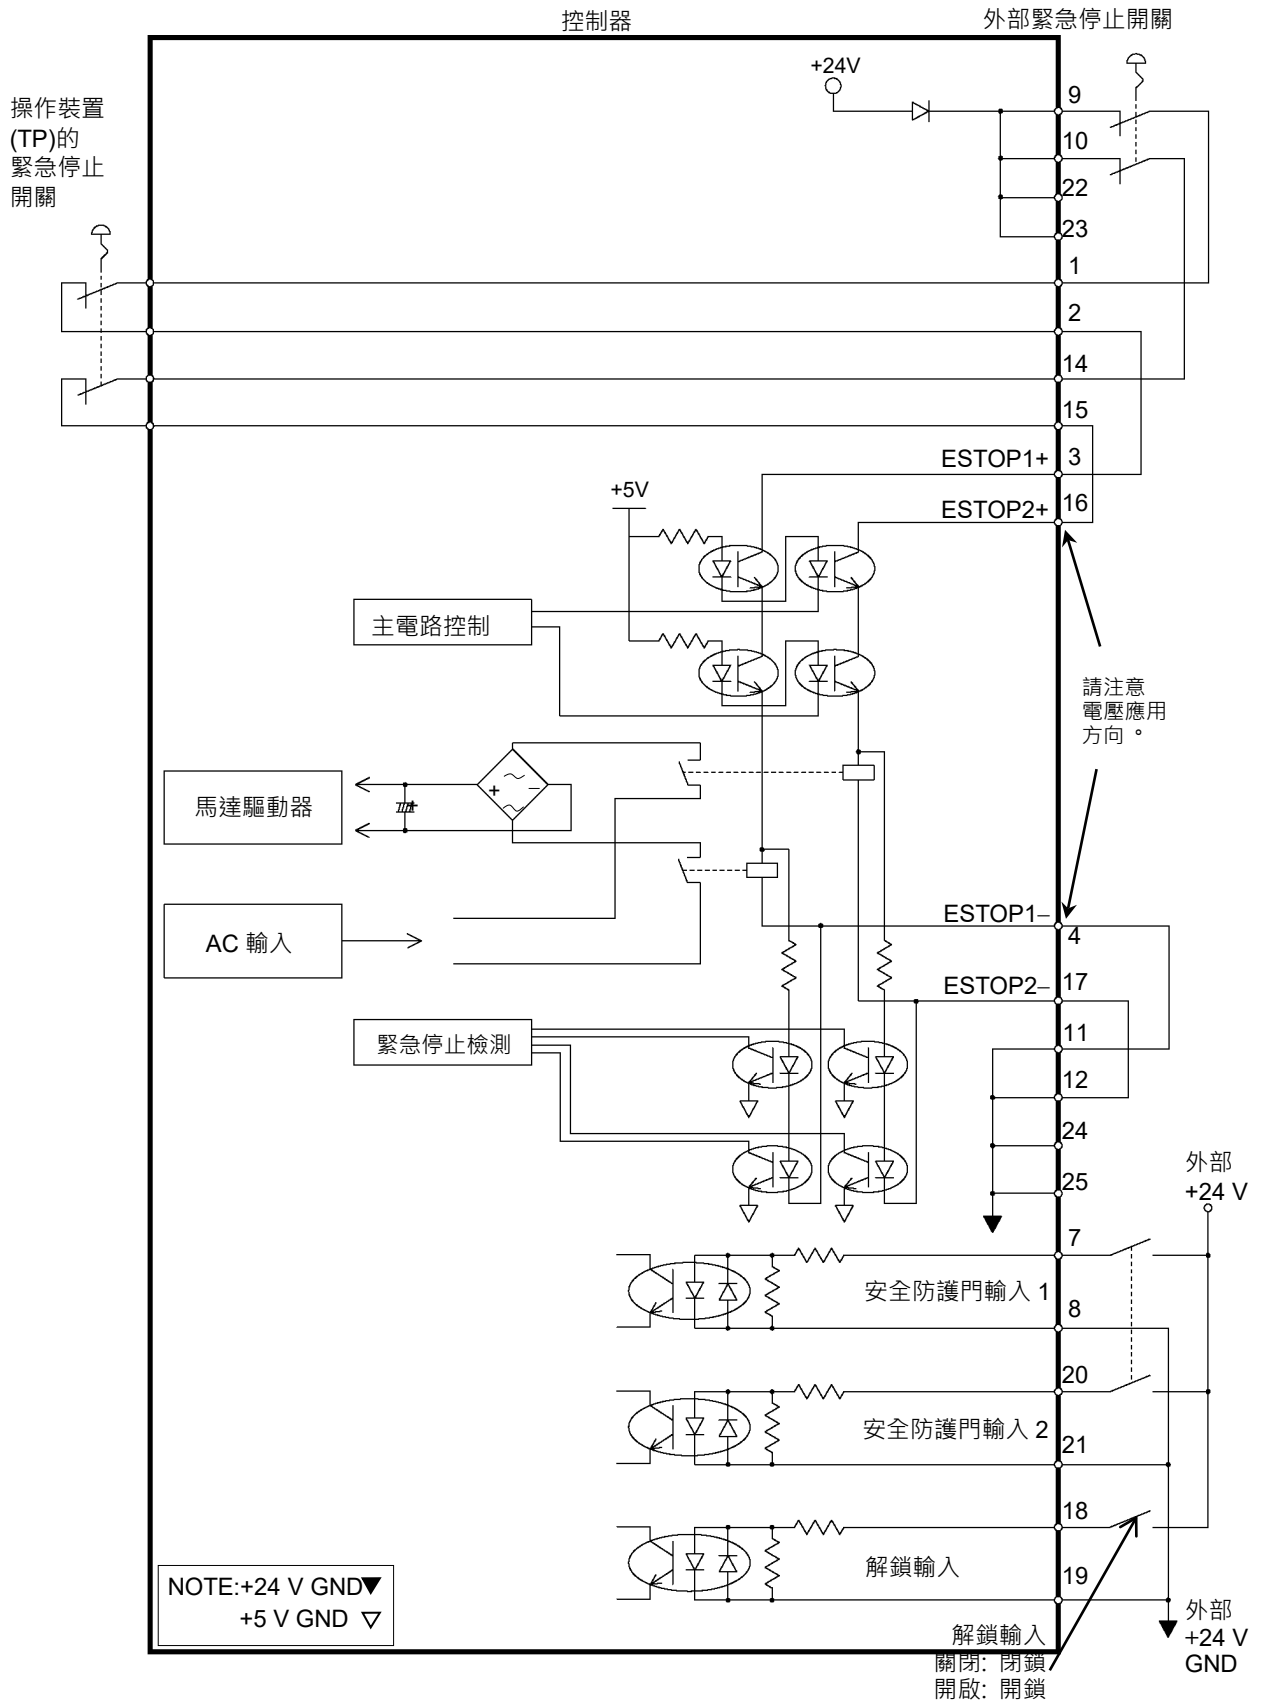 控制器
外部緊急停止開關
+24V
操作裝置
(TP)的
緊急停止
開關
9
10
22
23
1
2
14
15
ESTOP1+ 3
ESTOP2+ 16
+5V
主電路控制
請注意
電壓應用
方向。
馬達驅動器
+
−
+
AC 輸入
ESTOP1− 4
ESTOP2− 17
緊急停止檢測
11
12
24
25
外部
+24 V
7
安全防護門輸入 1
8
20
安全防護門輸入 2
21
18
解鎖輸入
19
NOTE:+24 V GND▼
+5 V GND ▽
外部
+24 V
GND
解鎖輸入
關閉: 閉鎖
開啟: 開鎖